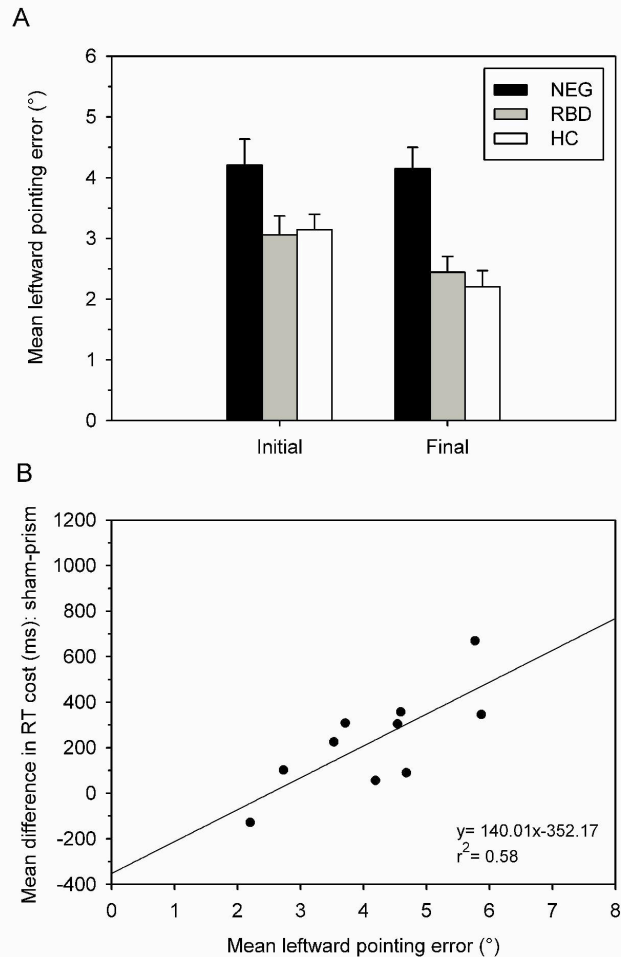 A
Mean leftward pointing error (°)
6
5
4
3
2
1
0
NEG
RBD
HC
Initial
Final
B
Mean difference in RT cost (ms): sham-prism
1200
1000
800
600
400
200
0
-200
-400
y= 140.01x-352.17
r²= 0.58
0 1 2 3 4 5 6 7 8
Mean leftward pointing error (°)